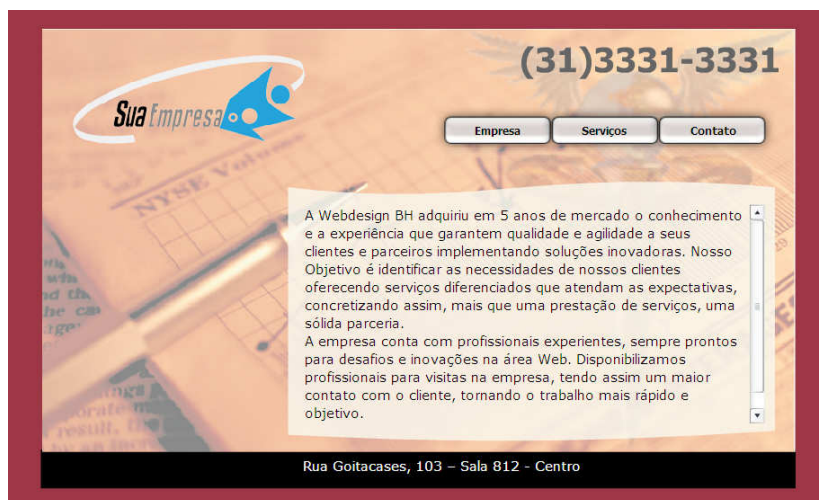 (31)3331-3331
Sua Empresa
Empresa
Serviços
Contato
NYSE Volume
A Webdesign BH adquiriu em 5 anos de mercado o conhecimento
e a experiência que garantem qualidade e agilidade a seus
clientes e parceiros implementando soluções inovadoras. Nosso
Objetivo é identificar as necessidades de nossos clientes
oferecendo serviços diferenciados que atendam as expectativas,
concretizando assim, mais que uma prestação de serviços, uma
sólida parceria.
A empresa conta com profissionais experientes, sempre prontos
para desafios e inovações na área Web. Disponibilizamos
profissionais para visitas na empresa, tendo assim um maior
contato com o cliente, tornando o trabalho mais rápido e
objetivo.
Rua Goitacases, 103 – Sala 812 - Centro